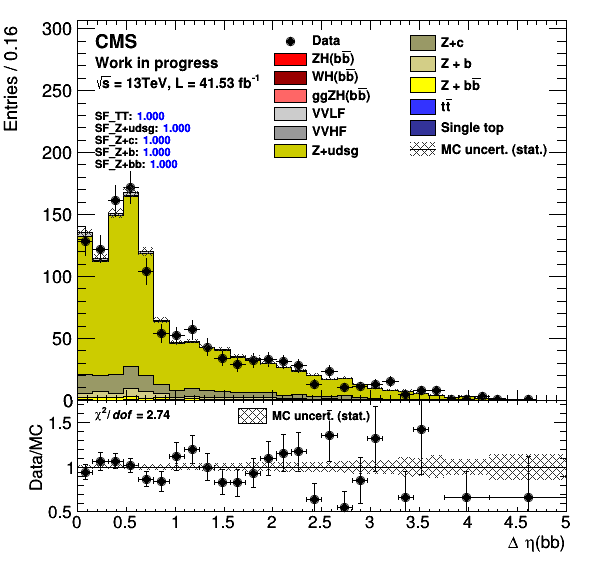 Entries / 0.16
300
250
200
150
100
50
0
CMS
Work in progress
√s = 13TeV, L = 41.53 fb⁻¹
SF_TT: 1.000
SF_Z+udsg: 1.000
SF_Z+c: 1.000
SF_Z+b: 1.000
SF_Z+bb: 1.000
Data
ZH(bb̅)
WH(bb̅)
ggZH(bb̅)
VVLF
VVHF
Z+udsg
Z+c
Z + b
Z + bb̅
tt̅
Single top
MC uncert. (stat.)
Data/MC
1.5
1
0.5
χ²/dof = 2.74
MC uncert. (stat.)
0 0.5 1 1.5 2 2.5 3 3.5 4 4.5 5
Δ η(bb)